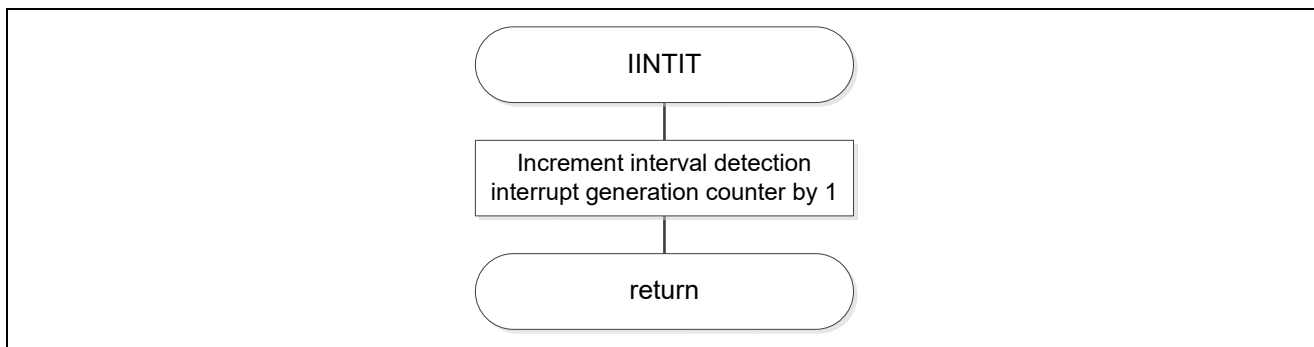 IINTIT
Increment interval detection
interrupt generation counter by 1
return